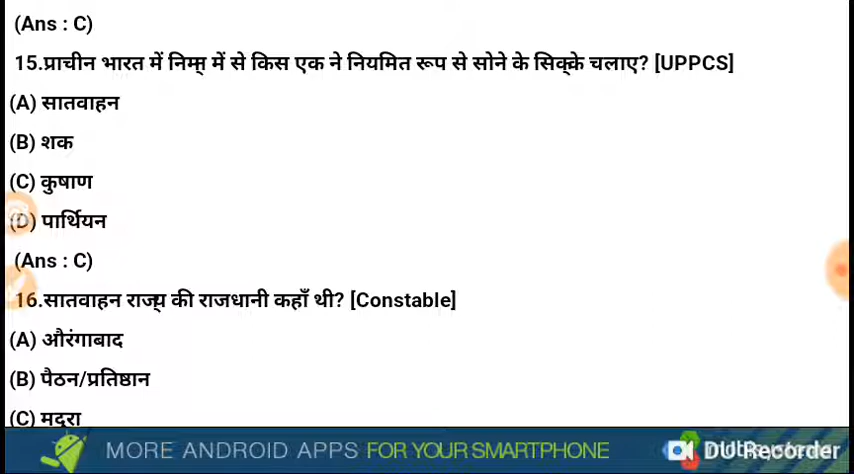 (Ans : C)
15.प्राचीन भारत में निम्न में से किस एक ने नियमित रूप से सोने के सिक्के चलाए? [UPPCS]
(A) सातवाहन
(B) शक
(C) कुषाण
(D) पार्थियन
(Ans : C)
16.सातवाहन राज्य की राजधानी कहाँ थी? [Constable]
(A) औरंगाबाद
(B) पैठन/प्रतिष्ठान
(C) मदुरा
MORE ANDROID APPS FOR YOUR SMARTPHONE
DU Recorder